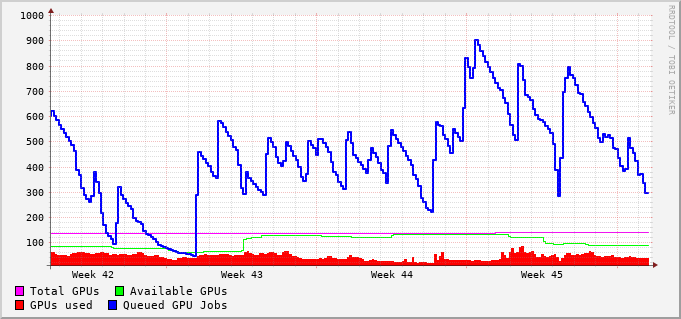 1000
900
800
700
600
500
400
300
200
100
Week 42 Week 43 Week 44 Week 45
Total GPUs Available GPUs
GPUs used Queued GPU Jobs
RRDTOOL / TOBI OETIKER